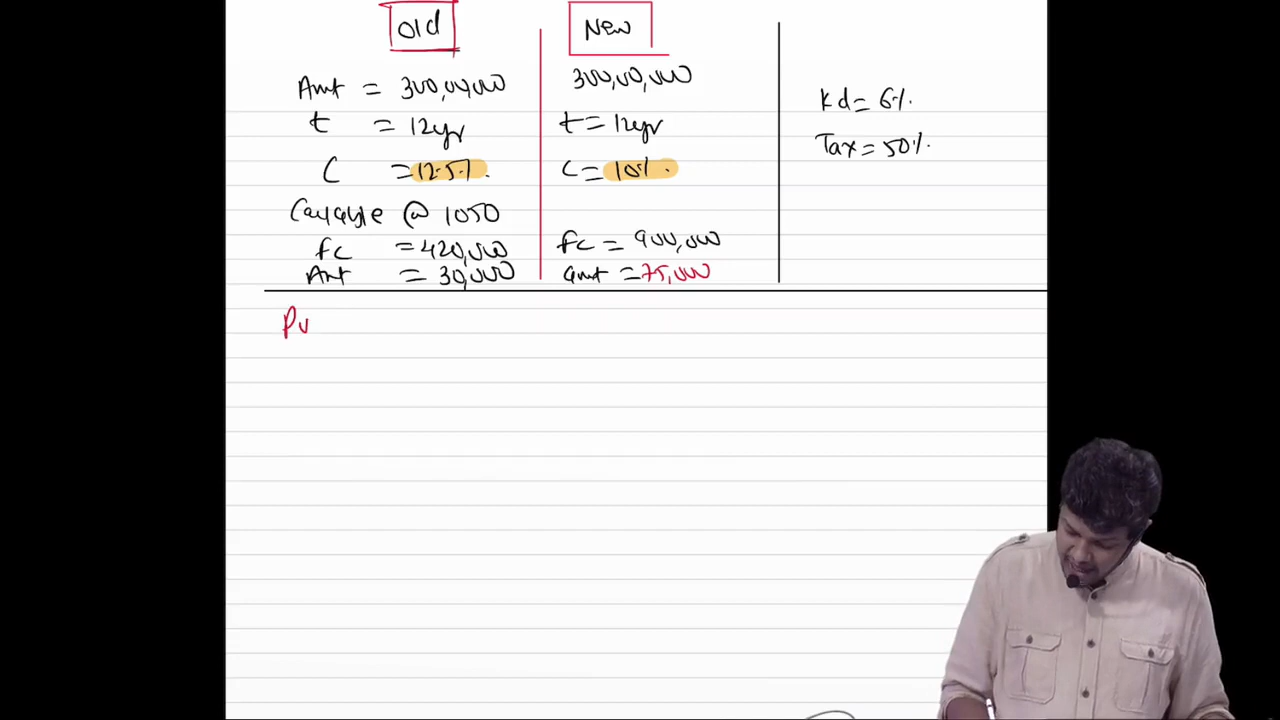 Old
Amt = 300,00,000
t = 12yr
C = 12.5%.
Callable @ 1050
fc = 420,000
Amt = 30,000
New
300,00,000
t = 12yr
C = 10%.
fc = 900,000
amt = 75,000
Kd = 6%.
Tax = 50%.
Pv